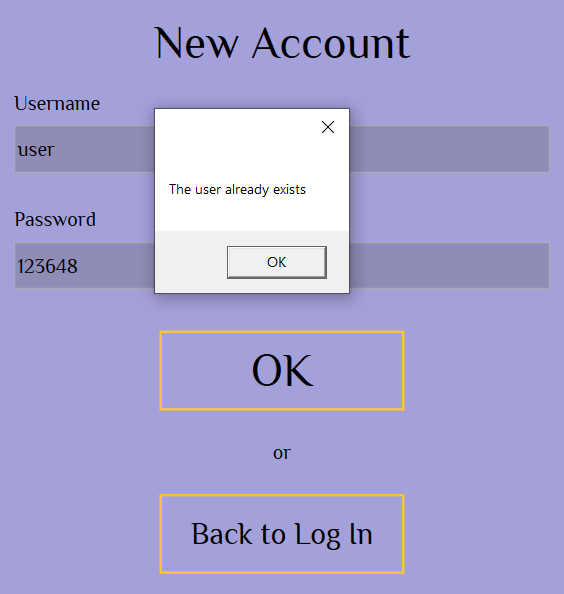 New Account
Username
user
The user already exists
OK
Password
123648
OK
or
Back to Log In